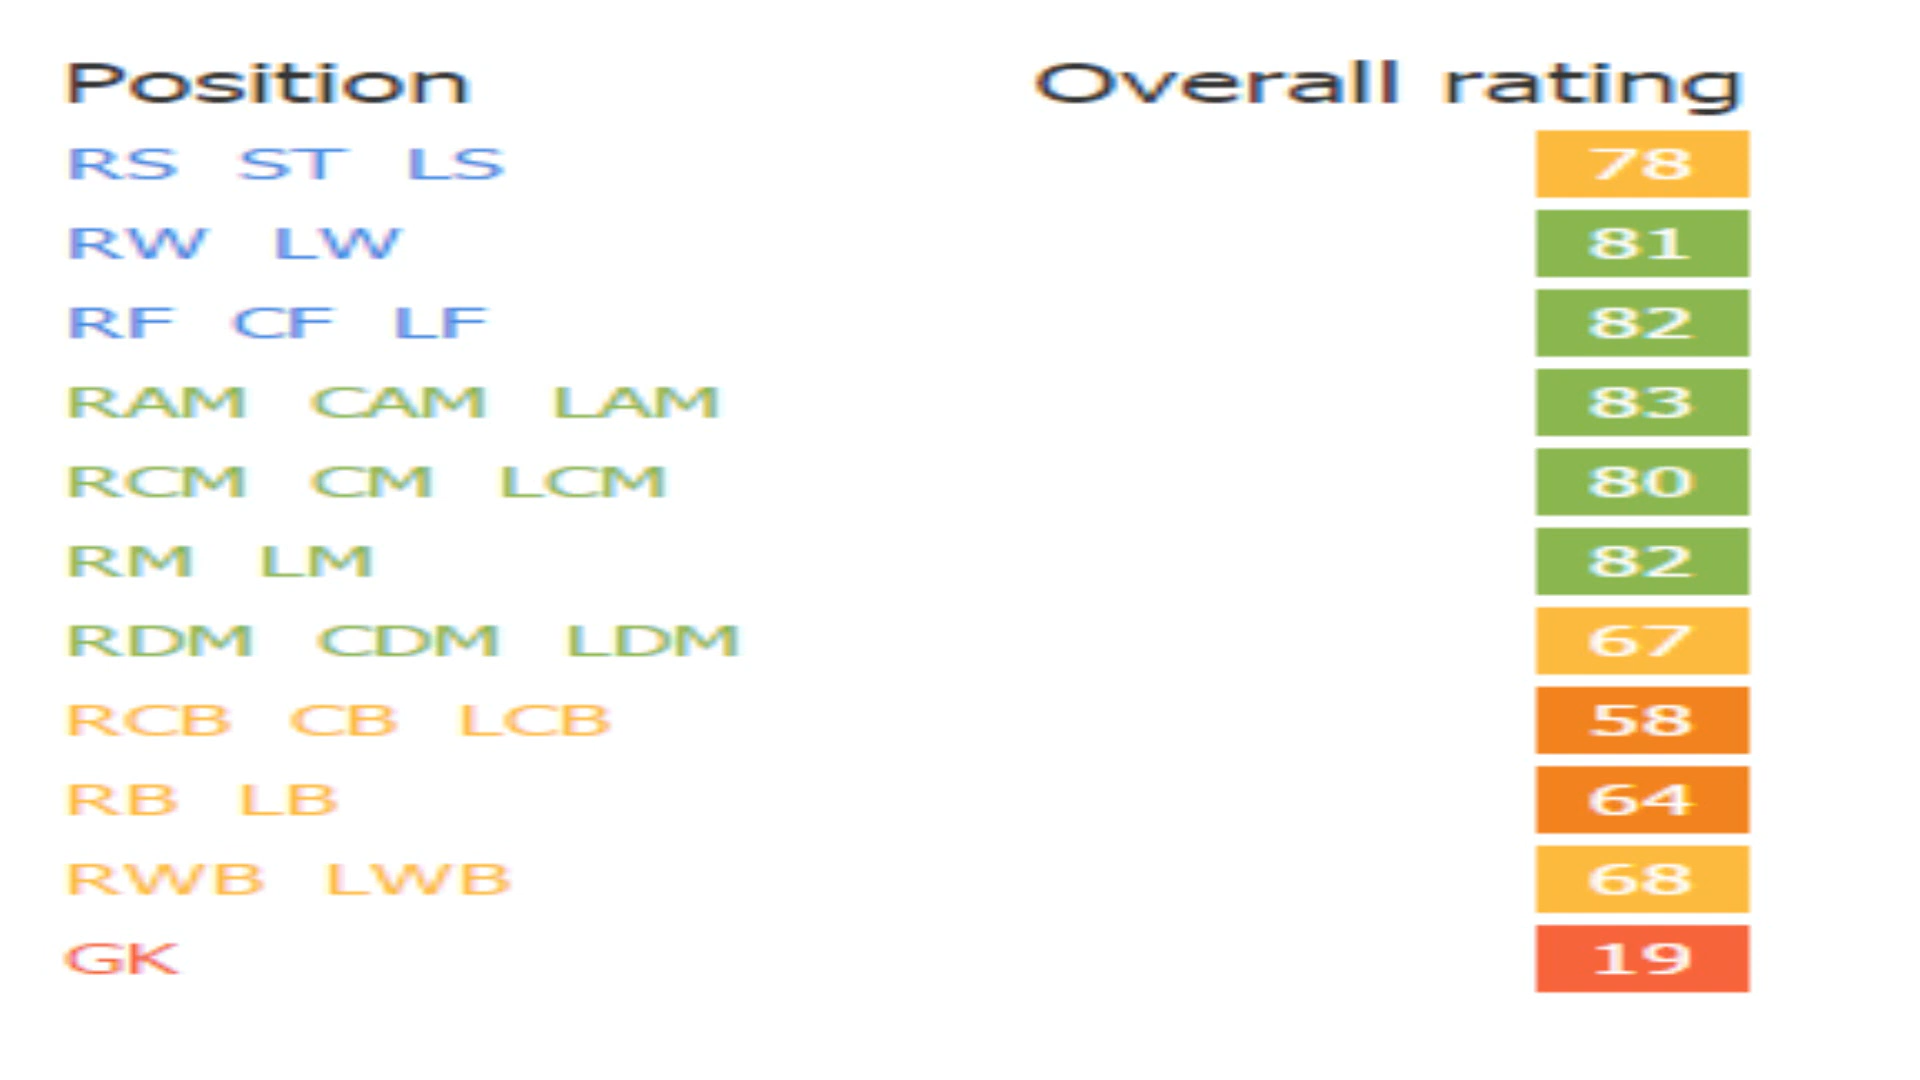 Position Overall rating
RS ST LS 78
RW LW 81
RF CF LF 82
RAM CAM LAM 83
RCM CM LCM 80
RM LM 82
RDM CDM LDM 67
RCB CB LCB 58
RB LB 64
RWB LWB 68
GK 19